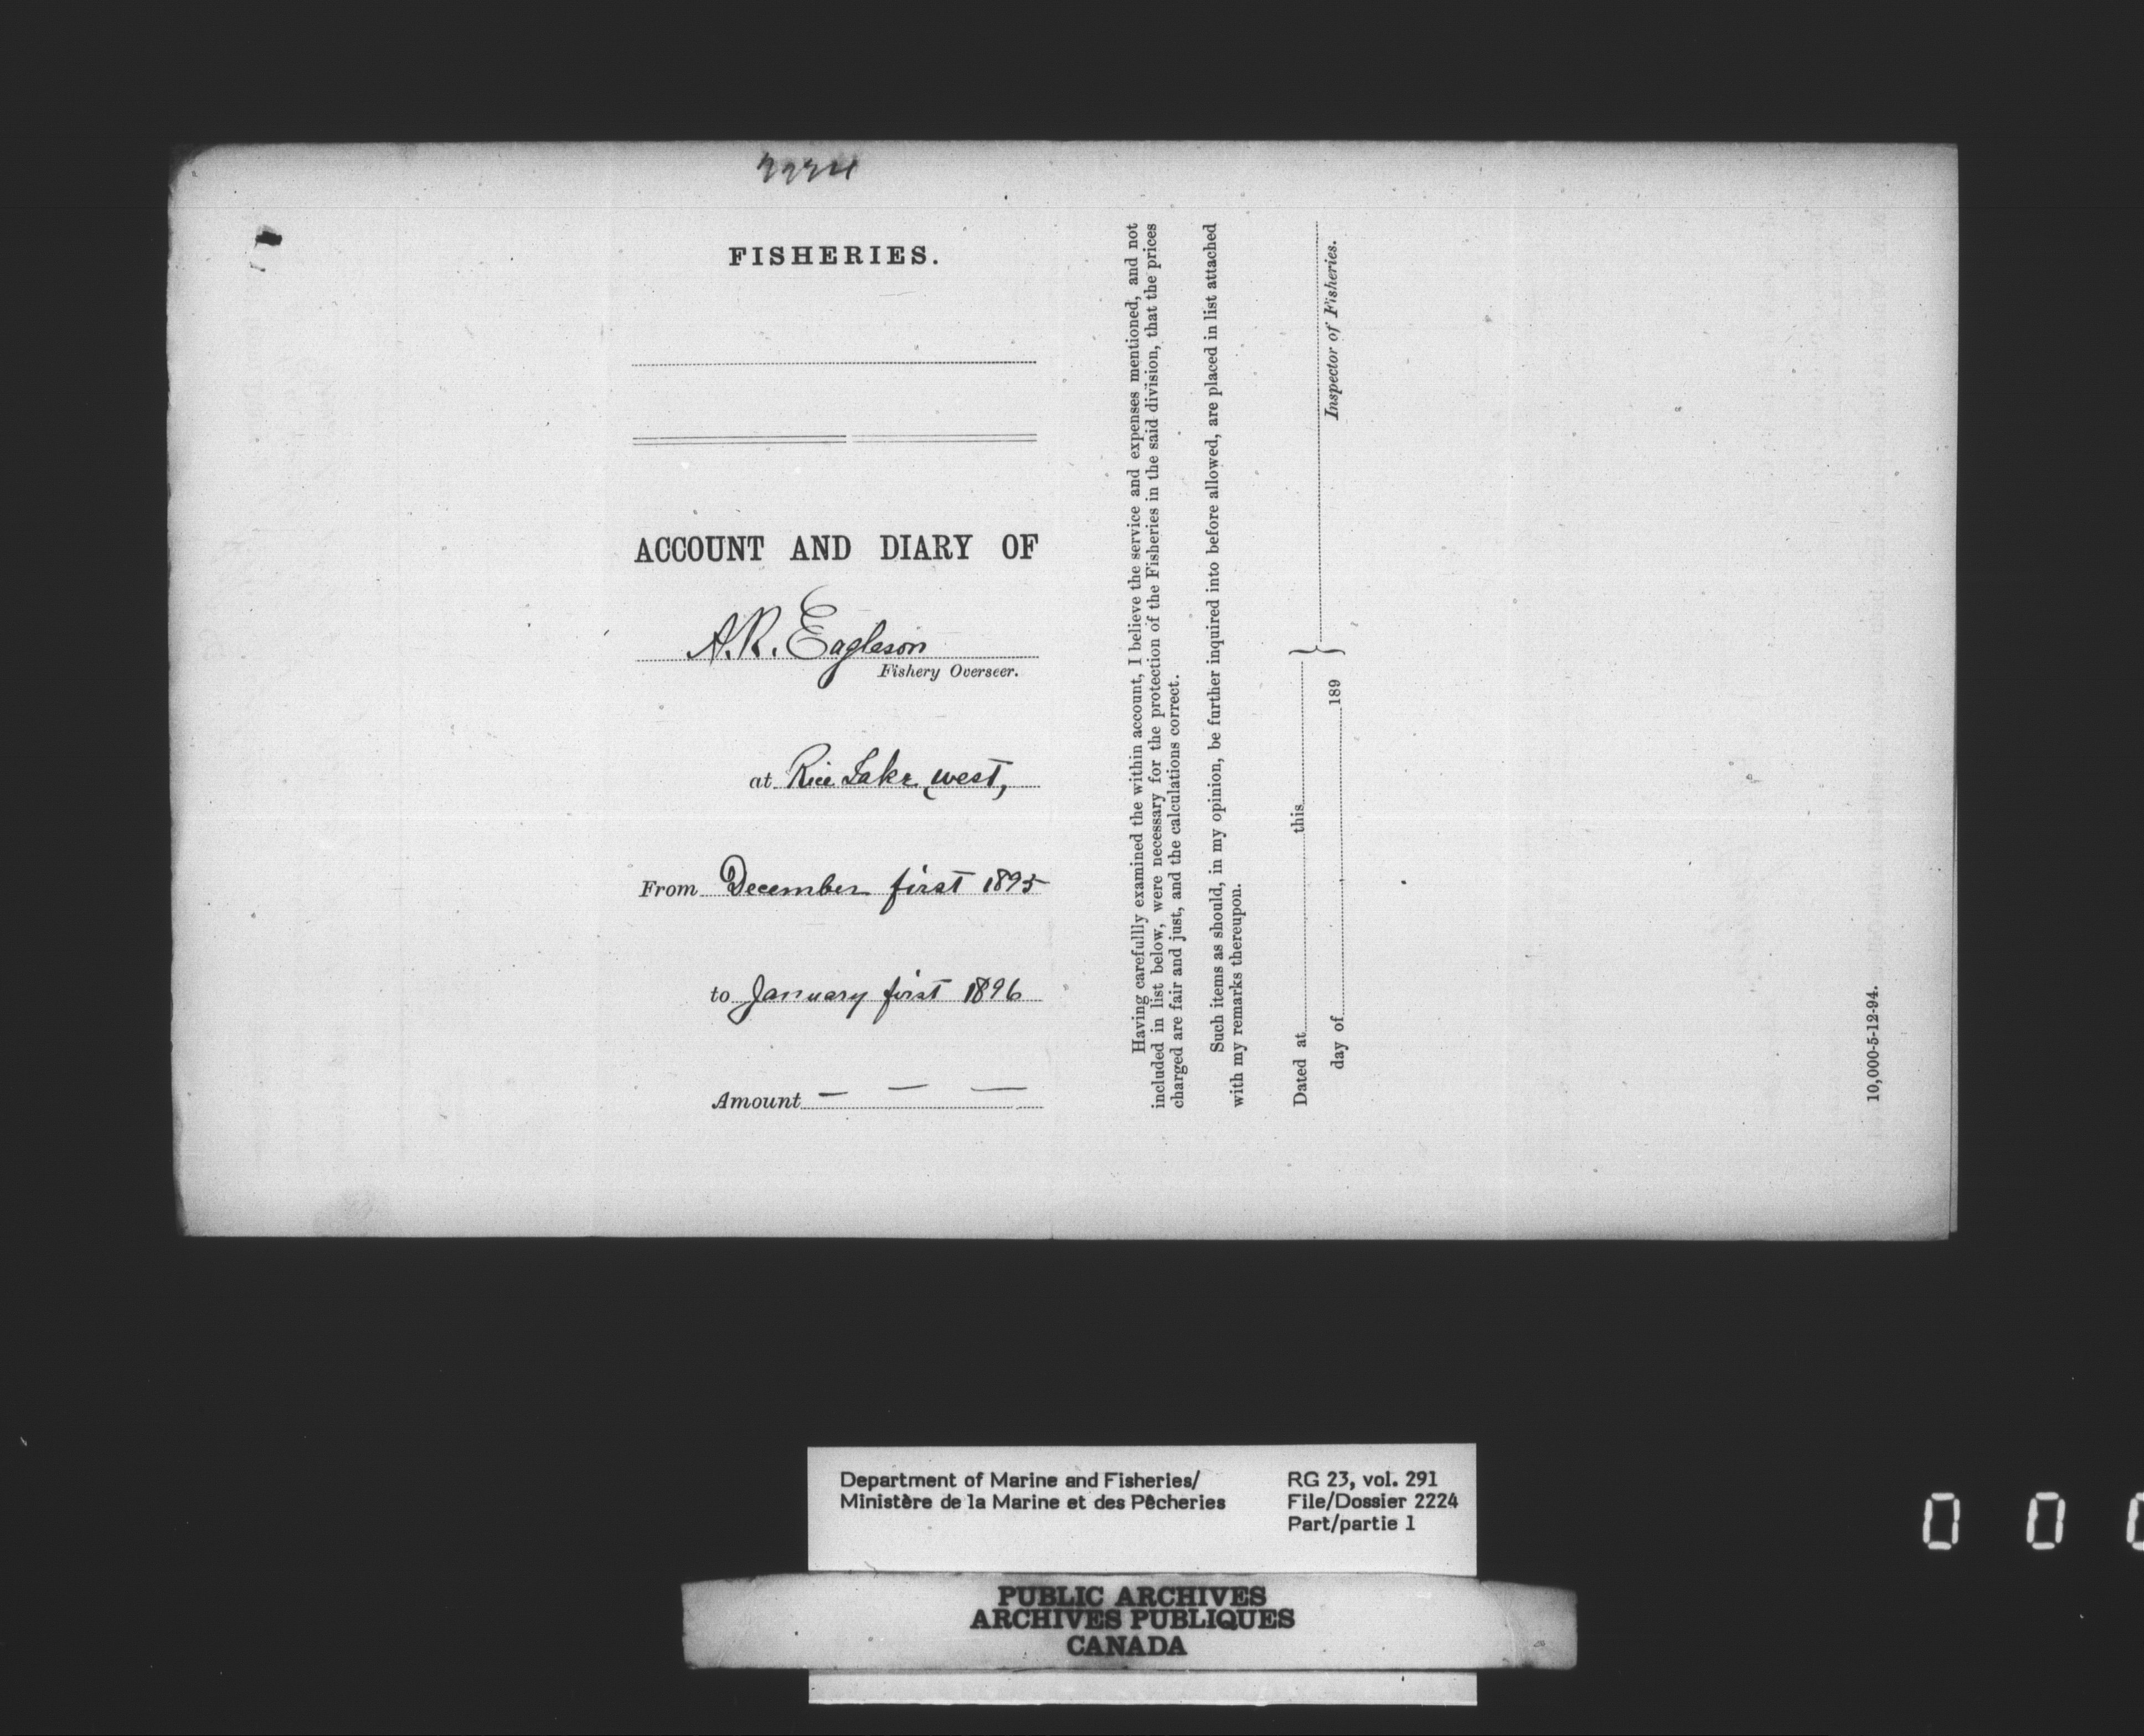 2224
FISHERIES.
ACCOUNT AND DIARY OF
A. R. Eagleson
Fishery Overseer.
at Rice Lake west,
From December first 1895
to January first 1896
Amount — — —
Having carefullly examined the within account, I believe the service and expenses mentioned, and not
included in list below, were necessary for the protection of the Fisheries in the said division, that the prices
charged are fair and just, and the calculations correct.
Such items as should, in my opinion, be further inquired into before allowed, are placed in list attached
with my remarks thereupon.
Dated at this
day of 189
}
Inspector of Fisheries.
10,000-5-12-94.
Department of Marine and Fisheries/
Ministère de la Marine et des Pêcheries
RG 23, vol. 291
File/Dossier 2224
Part/partie 1
PUBLIC ARCHIVES
ARCHIVES PUBLIQUES
CANADA
0 0